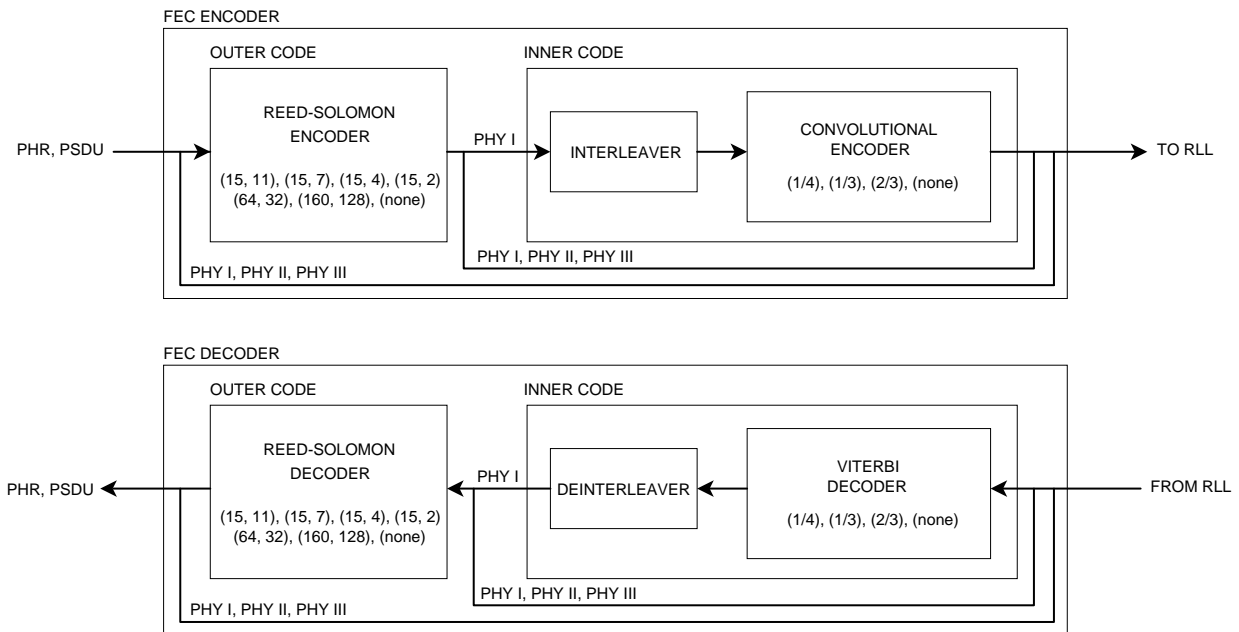 FEC ENCODER
OUTER CODE
INNER CODE
REED-SOLOMON
ENCODER
(15, 11), (15, 7), (15, 4), (15, 2)
(64, 32), (160, 128), (none)
PHR, PSDU
PHY I
INTERLEAVER
CONVOLUTIONAL
ENCODER
(1/4), (1/3), (2/3), (none)
TO RLL
PHY I, PHY II, PHY III
PHY I, PHY II, PHY III
FEC DECODER
OUTER CODE
INNER CODE
REED-SOLOMON
DECODER
(15, 11), (15, 7), (15, 4), (15, 2)
(64, 32), (160, 128), (none)
PHR, PSDU
PHY I
DEINTERLEAVER
VITERBI
DECODER
(1/4), (1/3), (2/3), (none)
FROM RLL
PHY I, PHY II, PHY III
PHY I, PHY II, PHY III